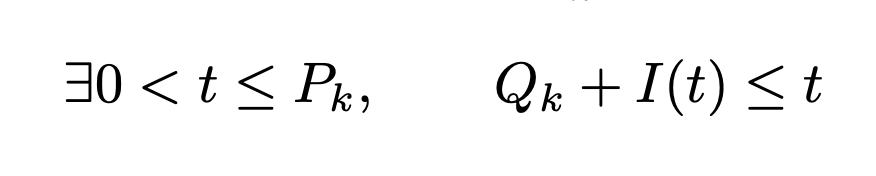 ∃0 < t ≤ P_k, Q_k + I(t) ≤ t